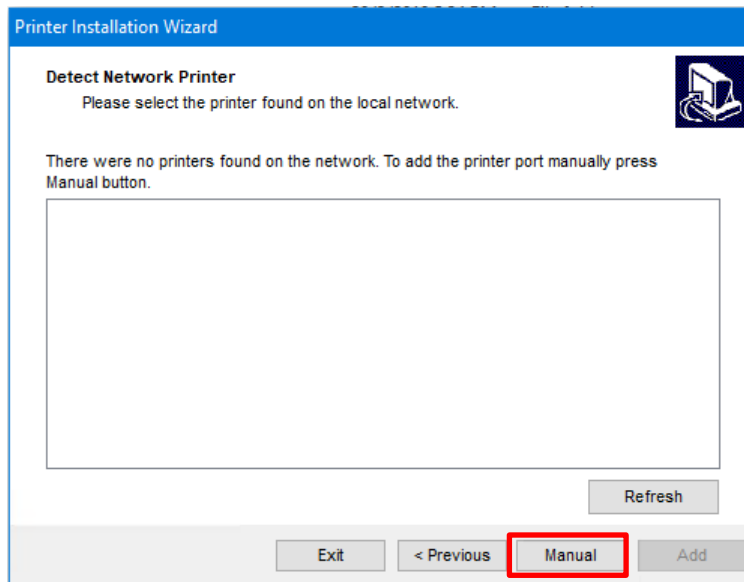 Printer Installation Wizard
Detect Network Printer
Please select the printer found on the local network.
There were no printers found on the network. To add the printer port manually press
Manual button.
Refresh
Exit
< Previous
Manual
Add